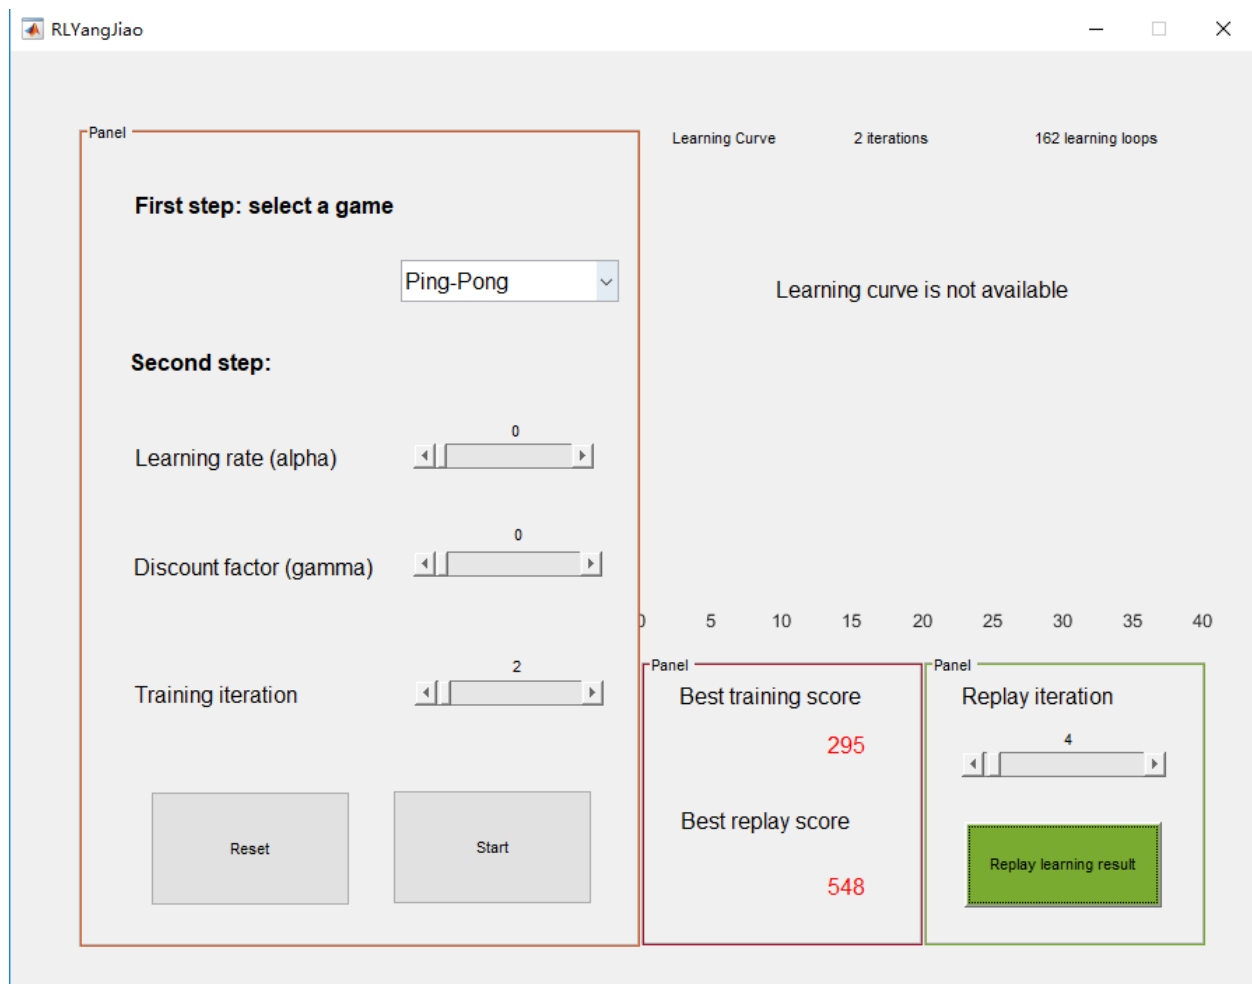 RLYangJiao
Panel
First step: select a game
Ping-Pong
Second step:
0
Learning rate (alpha)
0
Discount factor (gamma)
2
Training iteration
Reset
Start
Learning Curve 2 iterations 162 learning loops
Learning curve is not available
0 5 10 15 20 25 30 35 40
Panel
Best training score
295
Best replay score
548
Panel
Replay iteration
4
Replay learning result